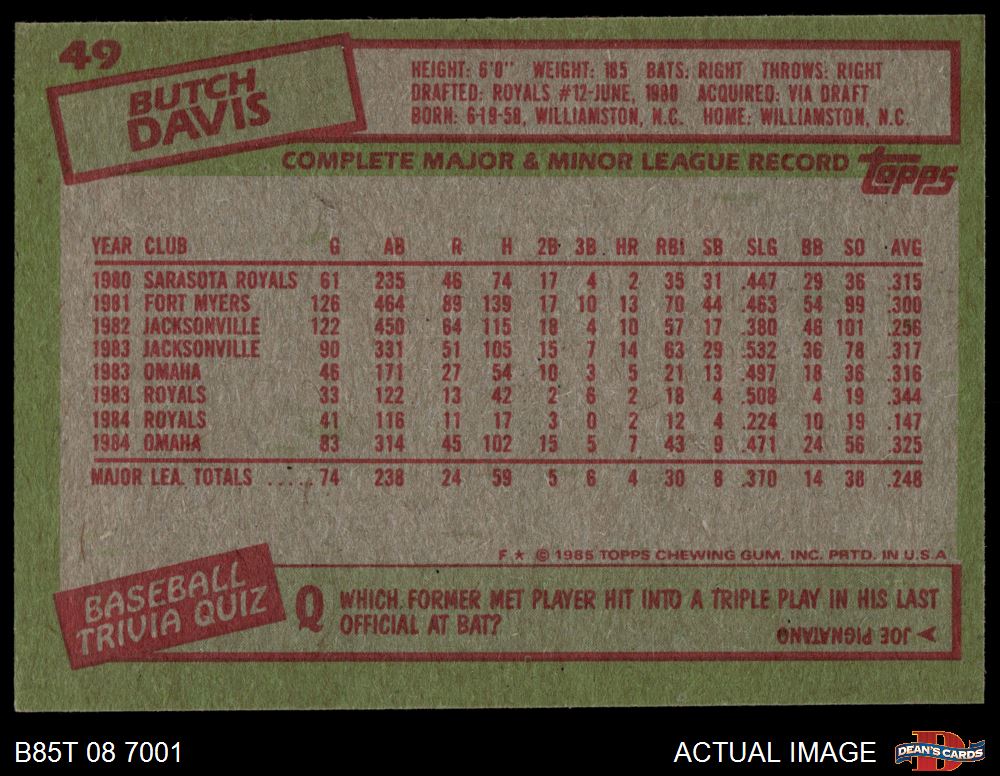 49
BUTCH
DAVIS
HEIGHT: 6'0" WEIGHT: 185 BATS: RIGHT THROWS: RIGHT
DRAFTED: ROYALS #12-JUNE, 1980 ACQUIRED: VIA DRAFT
BORN: 6-19-58, WILLIAMSTON, N.C. HOME: WILLIAMSTON, N.C.
COMPLETE MAJOR & MINOR LEAGUE RECORD
Topps
YEAR CLUB G AB R H 2B 3B HR RBI SB SLG BB SO AVG
1980 SARASOTA ROYALS 61 235 46 74 17 4 2 35 31 .447 29 36 .315
1981 FORT MYERS 126 464 89 139 17 10 13 70 44 .463 54 99 .300
1982 JACKSONVILLE 122 450 64 115 18 4 10 57 17 .380 46 101 .256
1983 JACKSONVILLE 90 331 51 105 15 7 14 63 29 .532 36 78 .317
1983 OMAHA 46 171 27 54 10 3 5 21 13 .497 18 36 .316
1983 ROYALS 33 122 13 42 2 6 2 18 4 .508 4 19 .344
1984 ROYALS 41 116 11 17 3 0 2 12 4 .224 10 19 .147
1984 OMAHA 83 314 45 102 15 5 7 43 9 .471 24 56 .325
MAJOR LEA. TOTALS ..... 74 238 24 59 5 6 4 30 8 .370 14 38 .248
F★ © 1985 TOPPS CHEWING GUM, INC. PRTD. IN U.S.A
BASEBALL
TRIVIA QUIZ
Q WHICH FORMER MET PLAYER HIT INTO A TRIPLE PLAY IN HIS LAST
OFFICIAL AT BAT?
JOE PIGNATANO
B85T 08 7001
ACTUAL IMAGE
DEAN'S CARDS